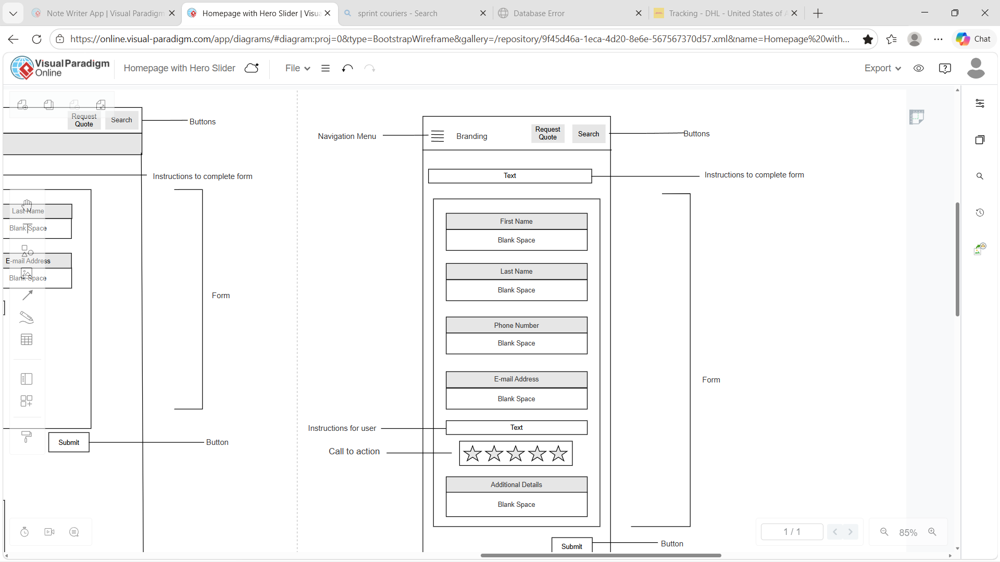 Note Writer App | Visual Paradigm
Homepage with Hero Slider | Visua
sprint couriers - Search
Database Error
Tracking - DHL - United States of A
https://online.visual-paradigm.com/app/diagrams/#diagram:proj=0&type=BootstrapWireframe&gallery=/repository/9f45d46a-1eca-4d20-8e6e-567567370d57.xml&name=Homepage%20with...
Chat
Visual Paradigm
Online
Homepage with Hero Slider
File
Export
Request
Quote
Search
Buttons
Instructions to complete form
Last Name
Blank Space
E-mail Address
Blank Space
Form
Submit
Button
Navigation Menu
Branding
Request
Quote
Search
Buttons
Text
Instructions to complete form
First Name
Blank Space
Last Name
Blank Space
Phone Number
Blank Space
E-mail Address
Blank Space
Form
Instructions for user
Text
Call to action
Additional Details
Blank Space
Submit
Button
1 / 1
85%